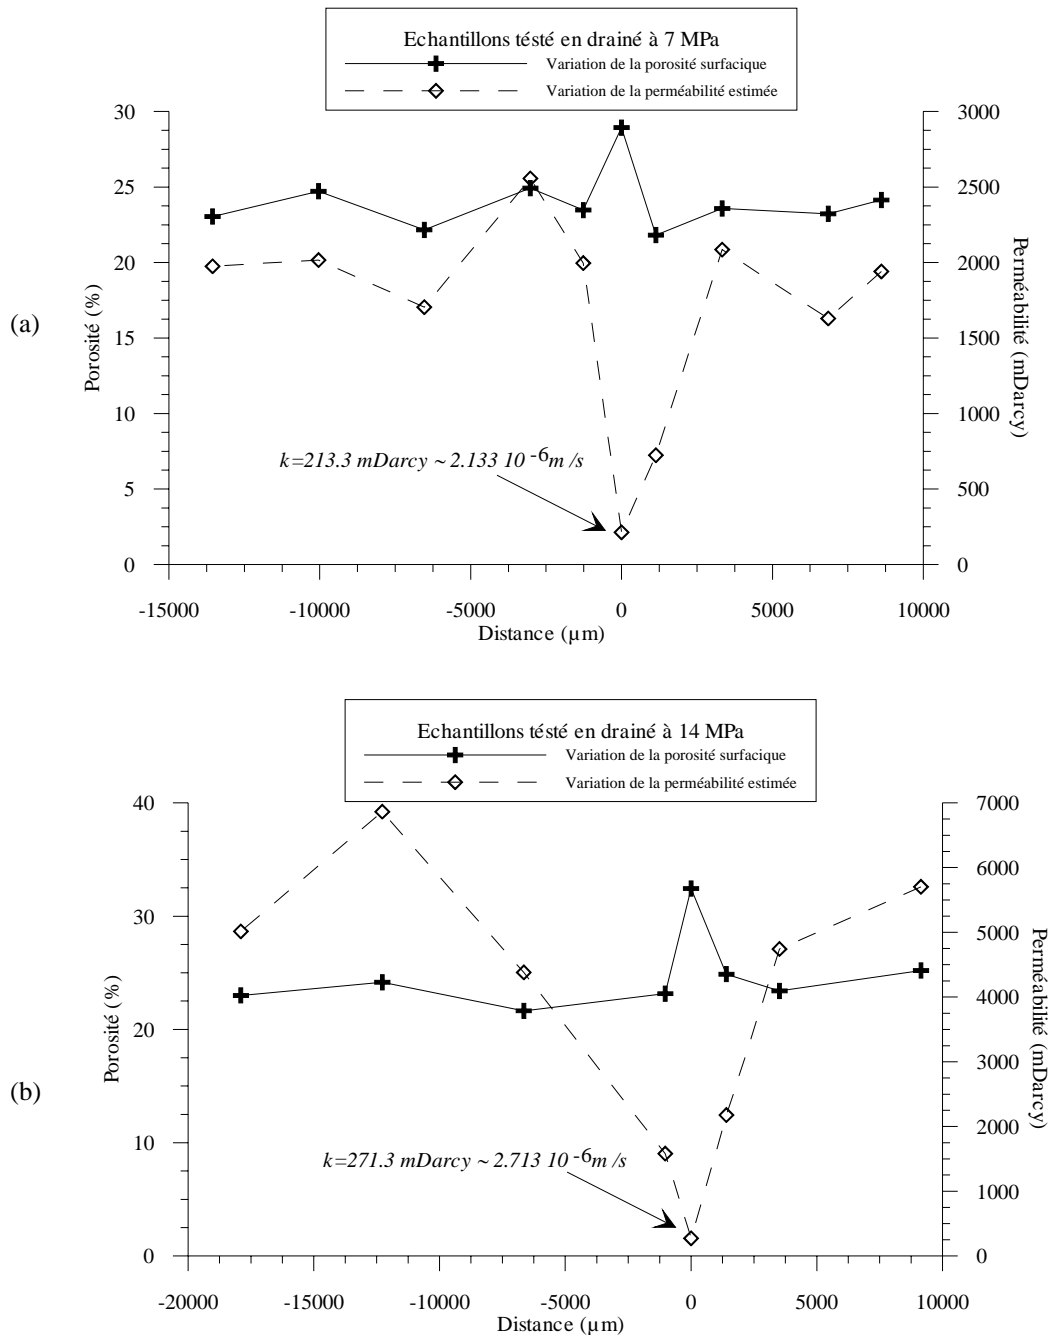 Echantillons tésté en drainé à 7 MPa
Variation de la porosité surfacique
Variation de la perméabilité estimée
30
25
20
15
10
5
0
Porosité (%)
3000
2500
2000
1500
1000
500
0
Perméabilité (mDarcy)
(a)
k=213.3 mDarcy ~ 2.133 10 -6m /s
-15000 -10000 -5000 0 5000 10000
Distance (µm)
Echantillons tésté en drainé à 14 MPa
Variation de la porosité surfacique
Variation de la perméabilité estimée
40
30
20
10
0
Porosité (%)
7000
6000
5000
4000
3000
2000
1000
0
Perméabilité (mDarcy)
(b)
k=271.3 mDarcy ~ 2.713 10 -6m /s
-20000 -15000 -10000 -5000 0 5000 10000
Distance (µm)